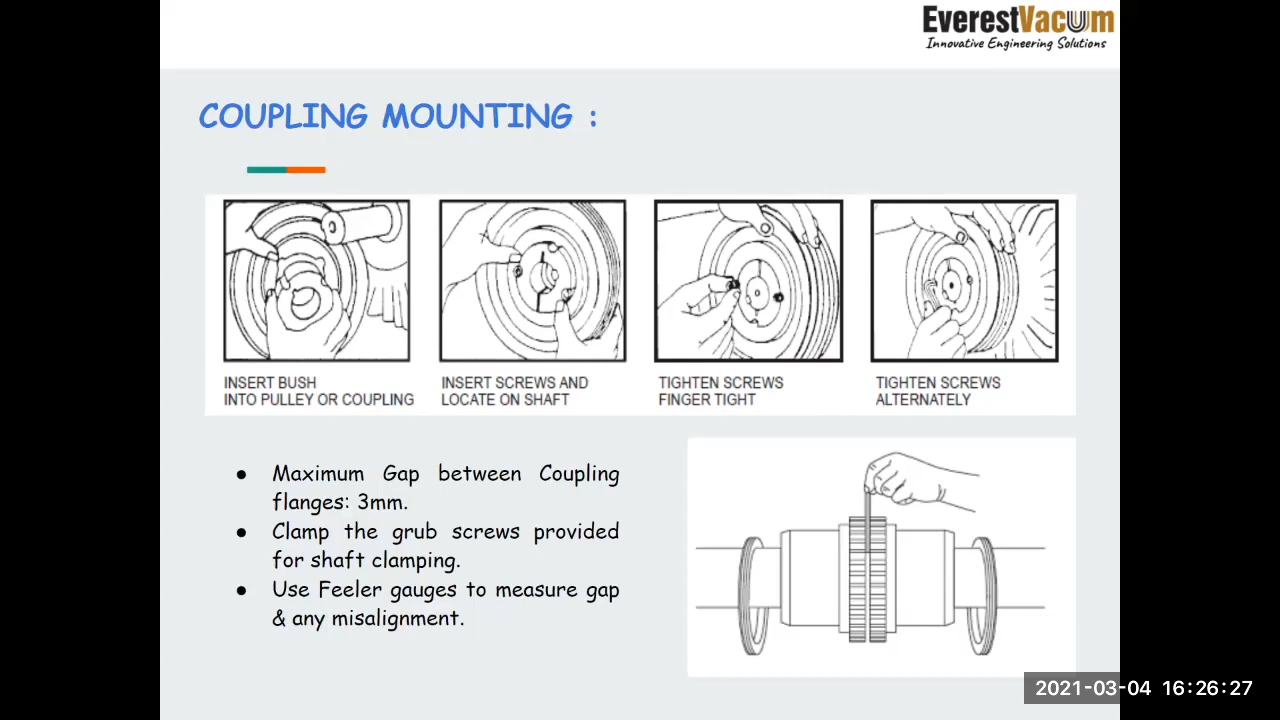 EverestVacuum
Innovative Engineering Solutions
COUPLING MOUNTING :
INSERT BUSH
INTO PULLEY OR COUPLING
INSERT SCREWS AND
LOCATE ON SHAFT
TIGHTEN SCREWS
FINGER TIGHT
TIGHTEN SCREWS
ALTERNATELY
● Maximum Gap between Coupling
flanges: 3mm.
● Clamp the grub screws provided
for shaft clamping.
● Use Feeler gauges to measure gap
& any misalignment.
2021-03-04 16:26:27